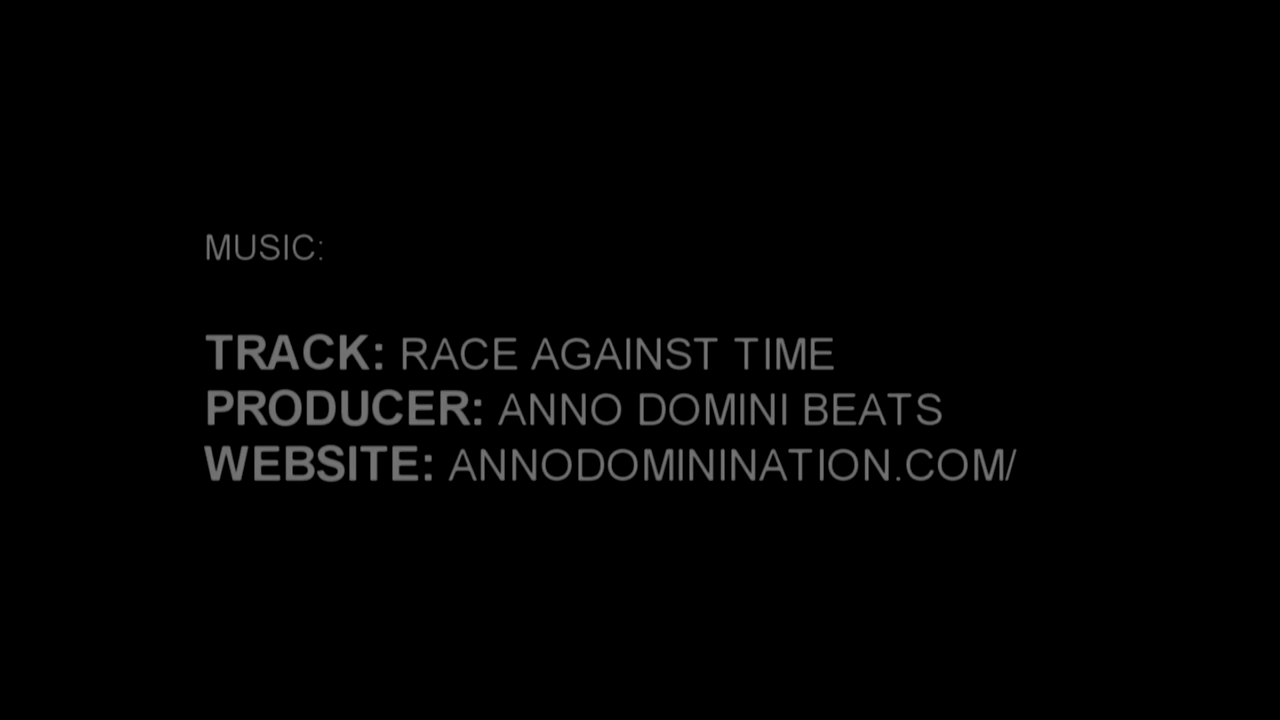 MUSIC:
TRACK: RACE AGAINST TIME
PRODUCER: ANNO DOMINI BEATS
WEBSITE: ANNODOMININATION.COM/